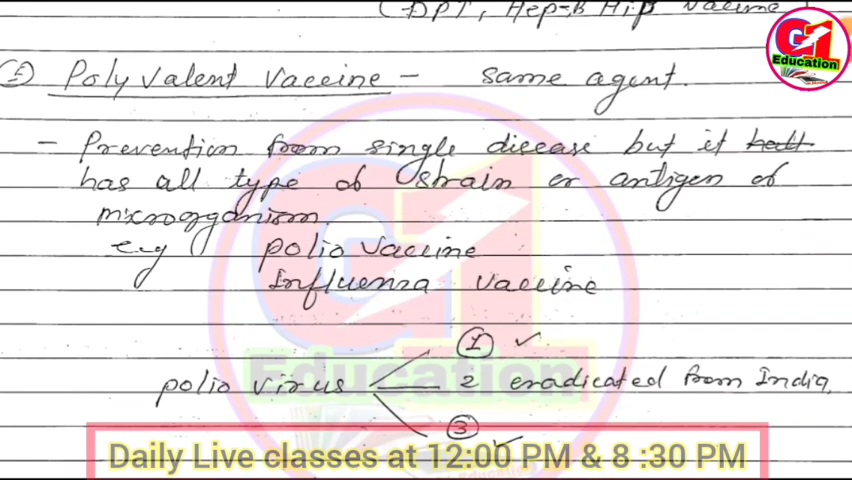 (DPT, Hep-B Hib vaccine)
G1
Education
Polyvalent vaccine - same agent.
- Prevention from single disease but it
has all type of strain or antigen of
microorganism.
e.g polio vaccine
Influenza vaccine
1 ✓
polio virus 2 eradicated from India.
3 ✓
Education
Daily Live classes at 12:00 PM & 8 :30 PM